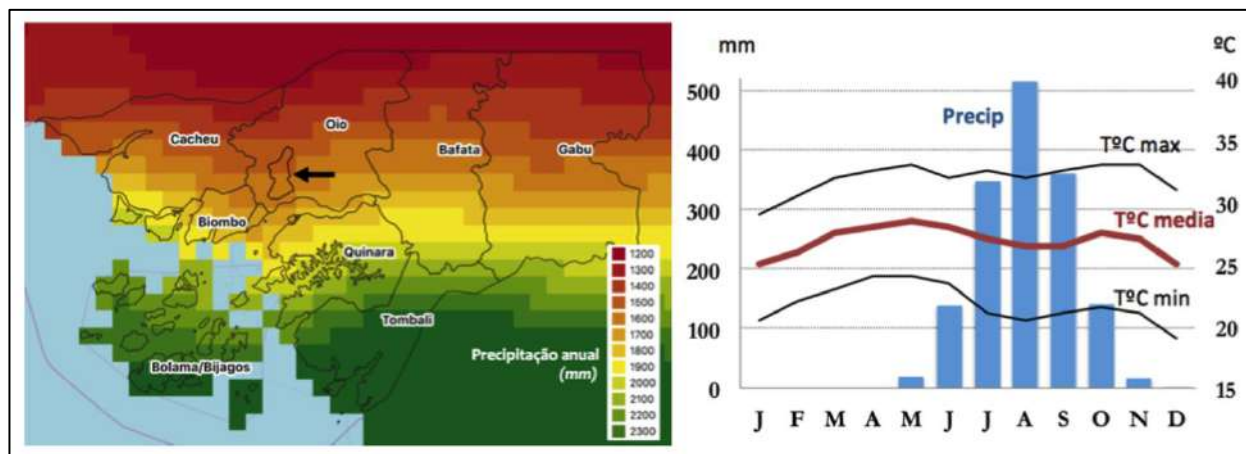 Cacheu
Oio
Bafata
Gabu
Biombo
Quinara
Tombali
Bolama/Bijagos
Precipitação anual
(mm)
1200
1300
1400
1500
1600
1700
1800
1900
2000
2100
2200
2300
mm
ºC
500
400
300
200
100
0
Precip
TºC max
TºC media
TºC min
40
35
30
25
20
15
J F M A M J J A S O N D